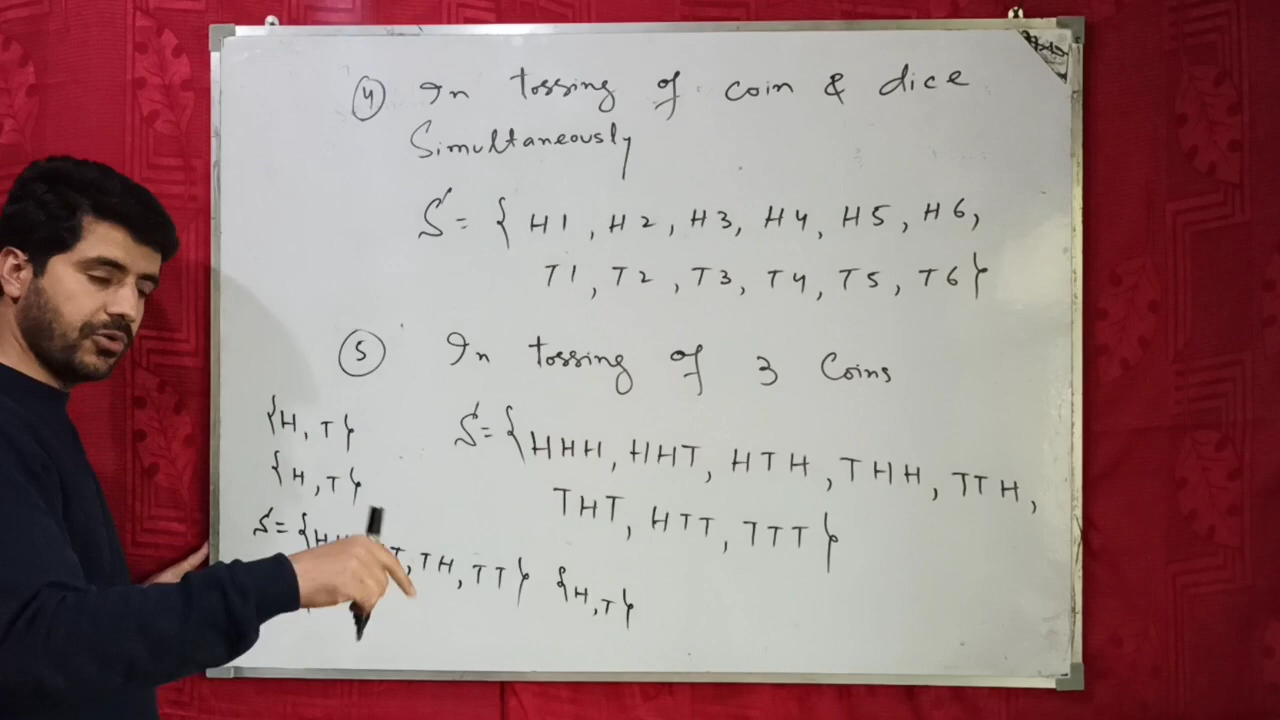 (4) In tossing of coin & dice
Simultaneously
S = { H1, H2, H3, H4, H5, H6,
T1, T2, T3, T4, T5, T6}
(5) In tossing of 3 Coins
{H, T}
{H, T}
S = {HHH, HHT, HTH, THH, TTH,
THT, HTT, TTT}
S = {HH T, TH, TT} {H, T}